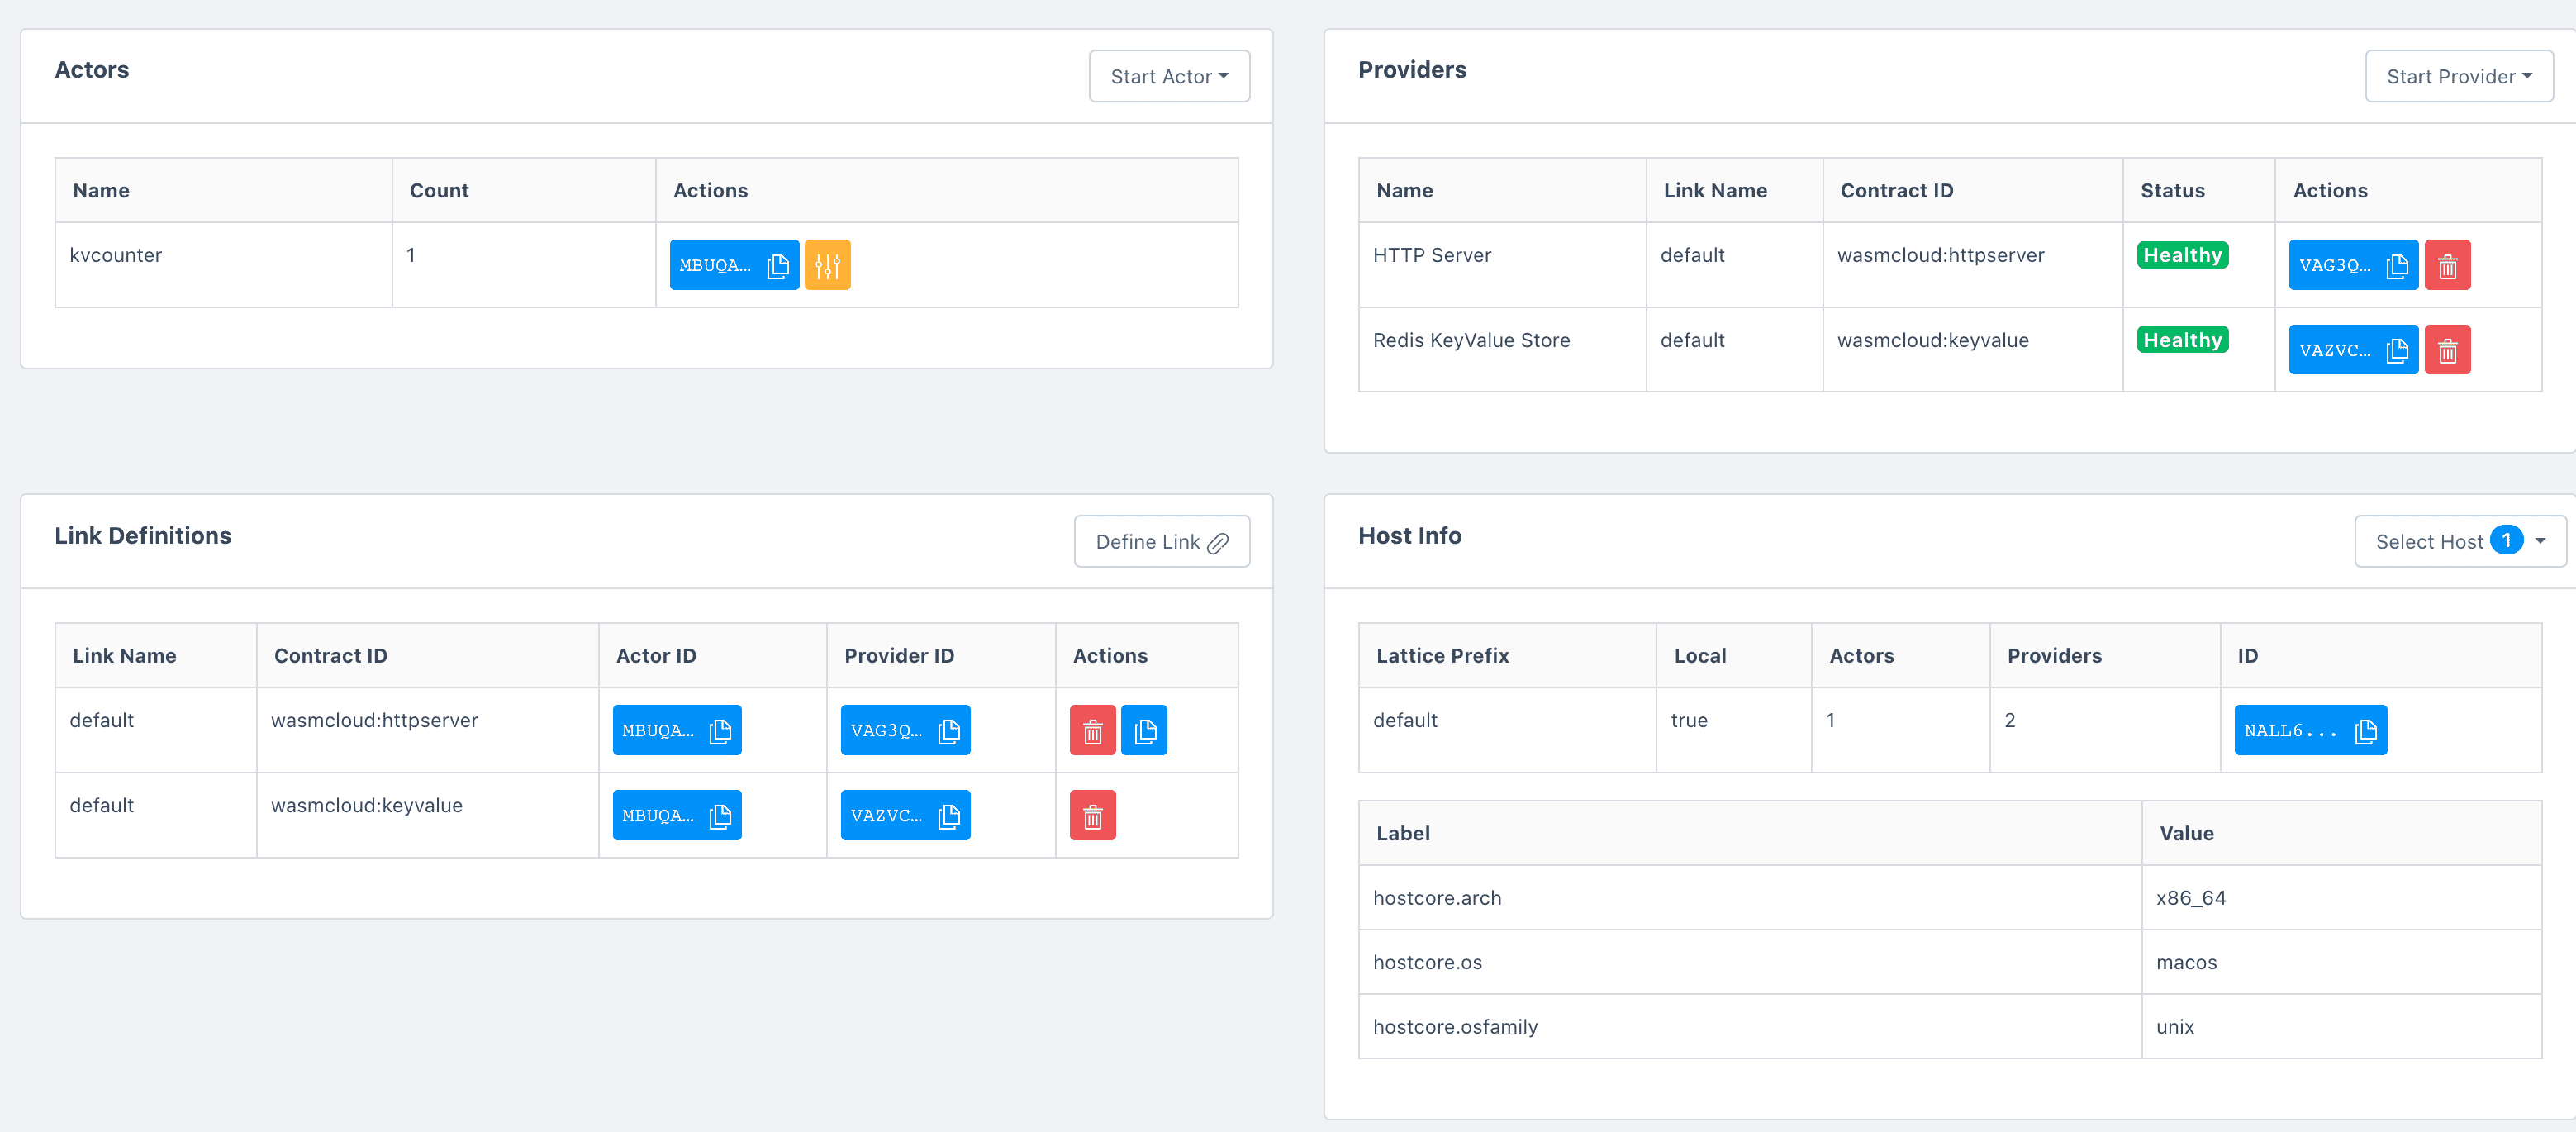 Actors
Start Actor
Name Count Actions
kvcounter 1 MBUQA...
Providers
Start Provider
Name Link Name Contract ID Status Actions
HTTP Server default wasmcloud:httpserver Healthy VAG3Q...
Redis KeyValue Store default wasmcloud:keyvalue Healthy VAZVC...
Link Definitions
Define Link
Link Name Contract ID Actor ID Provider ID Actions
default wasmcloud:httpserver MBUQA... VAG3Q...
default wasmcloud:keyvalue MBUQA... VAZVC...
Host Info
Select Host 1
Lattice Prefix Local Actors Providers ID
default true 1 2 NALL6...
Label Value
hostcore.arch x86_64
hostcore.os macos
hostcore.osfamily unix